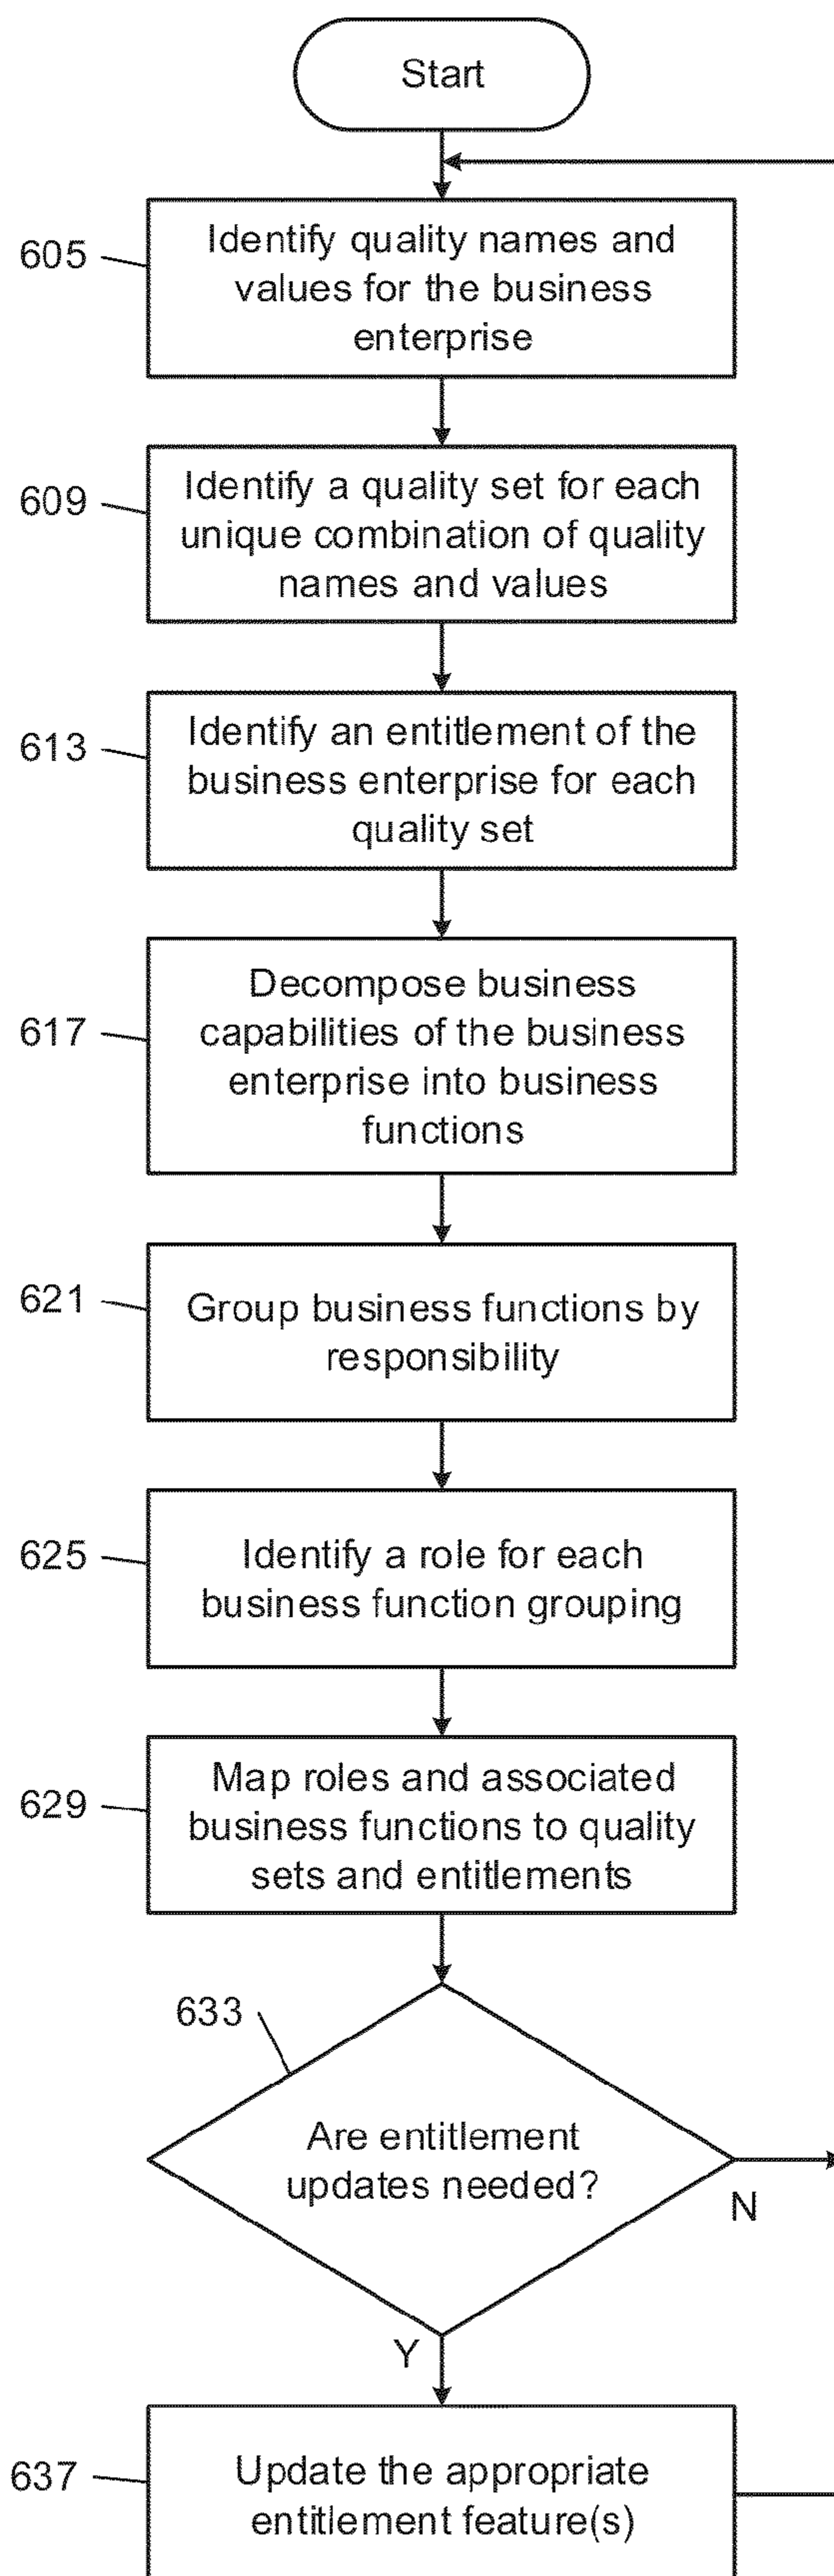 Start
605
Identify quality names and
values for the business
enterprise
609
Identify a quality set for each
unique combination of quality
names and values
613
Identify an entitlement of the
business enterprise for each
quality set
617
Decompose business
capabilities of the business
enterprise into business
functions
621
Group business functions by
responsibility
625
Identify a role for each
business function grouping
629
Map roles and associated
business functions to quality
sets and entitlements
633
Are entitlement
updates needed?
N
Y
637
Update the appropriate
entitlement feature(s)